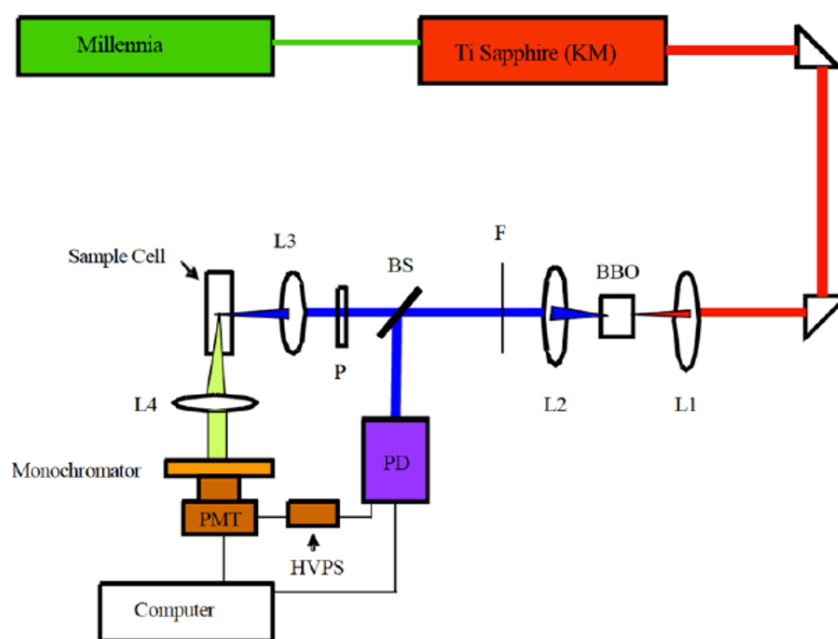 Millennia
Ti Sapphire (KM)
Sample Cell
L3
BS
F
BBO
P
L4
L2
L1
Monochromator
PD
PMT
HVPS
Computer